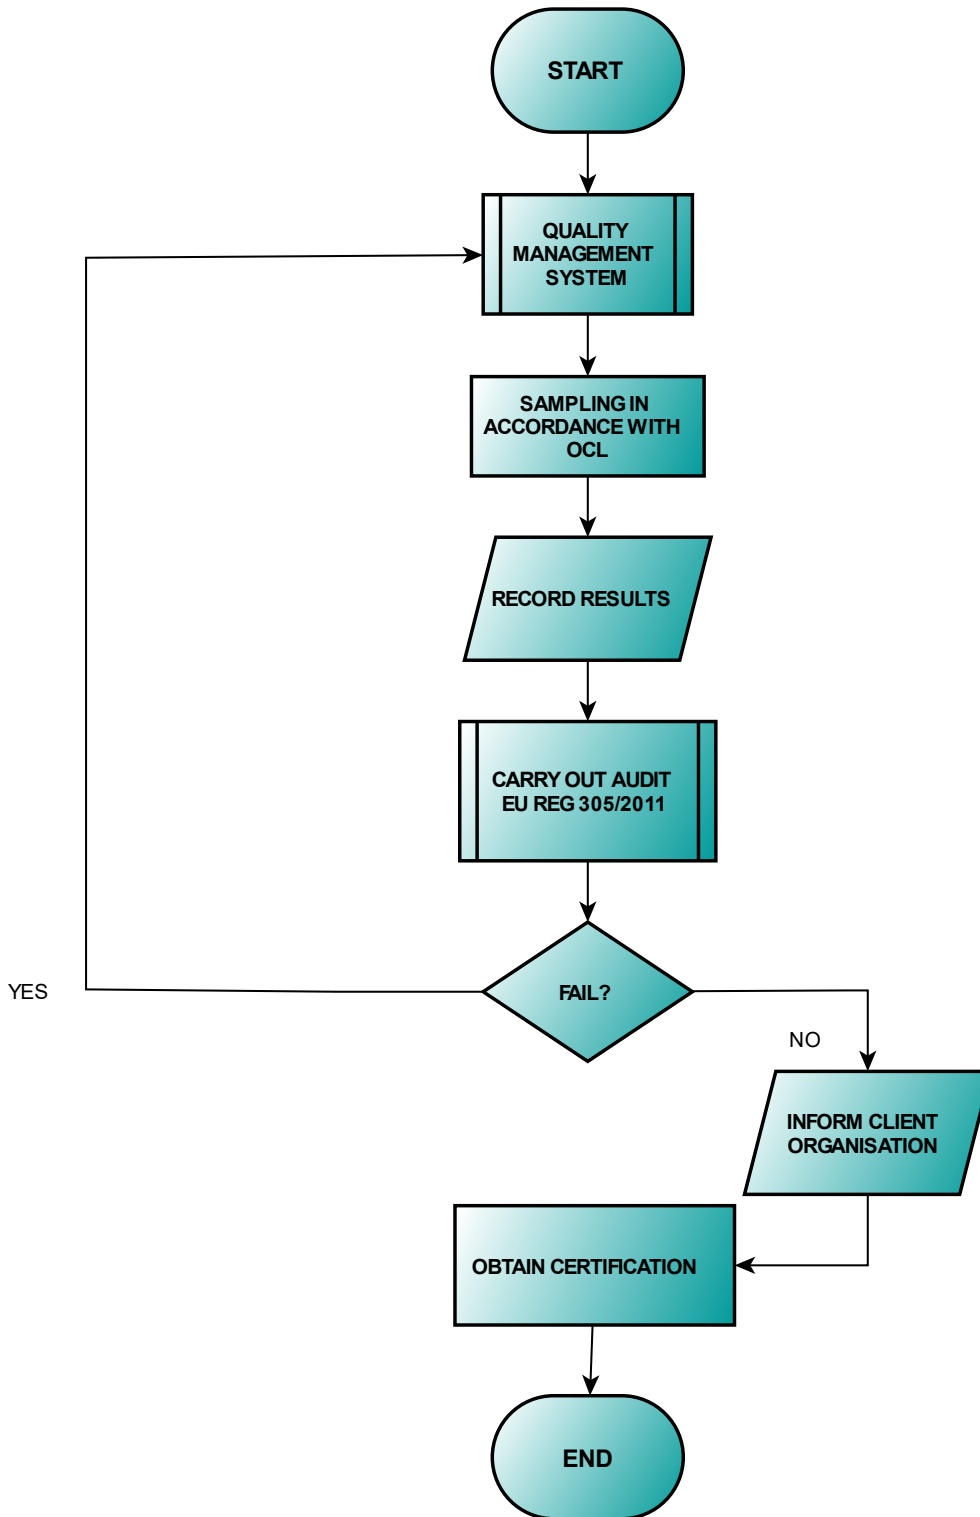 START
QUALITY
MANAGEMENT
SYSTEM
SAMPLING IN
ACCORDANCE WITH
OCL
RECORD RESULTS
CARRY OUT AUDIT
EU REG 305/2011
FAIL?
YES
NO
INFORM CLIENT
ORGANISATION
OBTAIN CERTIFICATION
END